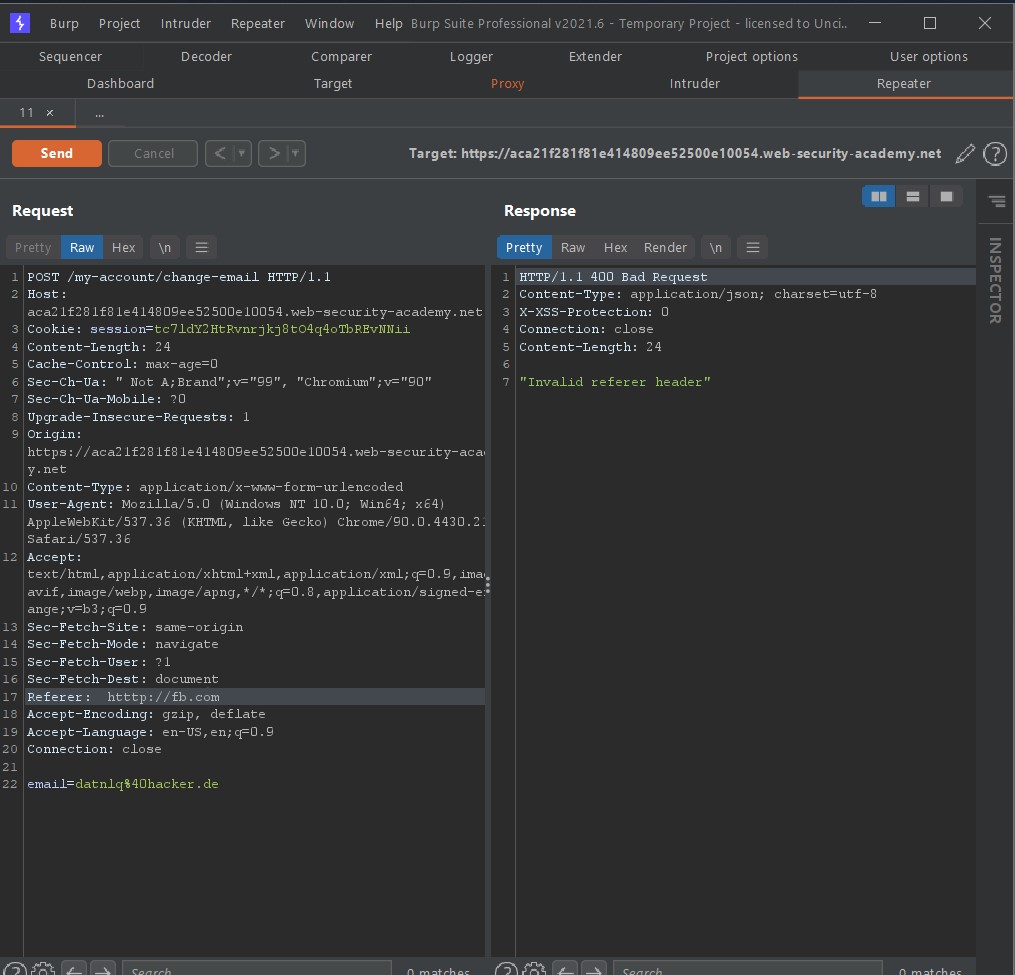 Burp Project Intruder Repeater Window Help Burp Suite Professional v2021.6 - Temporary Project - licensed to Unci..
Sequencer Decoder Comparer Logger Extender Project options User options
Dashboard Target Proxy Intruder Repeater
11 × ...
Send Cancel < > Target: https://aca21f281f81e414809ee52500e10054.web-security-academy.net ?
Request
Pretty Raw Hex \n
1 POST /my-account/change-email HTTP/1.1
2 Host:
aca21f281f81e414809ee52500e10054.web-security-academy.net
3 Cookie: session=tc7ldY2HtRvnrjkj8tO4q4oTbREvNNii
4 Content-Length: 24
5 Cache-Control: max-age=0
6 Sec-Ch-Ua: " Not A;Brand";v="99", "Chromium";v="90"
7 Sec-Ch-Ua-Mobile: ?0
8 Upgrade-Insecure-Requests: 1
9 Origin:
https://aca21f281f81e414809ee52500e10054.web-security-aca
y.net
10 Content-Type: application/x-www-form-urlencoded
11 User-Agent: Mozilla/5.0 (Windows NT 10.0; Win64; x64)
AppleWebKit/537.36 (KHTML, like Gecko) Chrome/90.0.4430.2
Safari/537.36
12 Accept:
text/html,application/xhtml+xml,application/xml;q=0.9,ima
avif,image/webp,image/apng,*/*;q=0.8,application/signed-e
ange;v=b3;q=0.9
13 Sec-Fetch-Site: same-origin
14 Sec-Fetch-Mode: navigate
15 Sec-Fetch-User: ?1
16 Sec-Fetch-Dest: document
17 Referer:  htttp://fb.com
18 Accept-Encoding: gzip, deflate
19 Accept-Language: en-US,en;q=0.9
20 Connection: close
21
22 email=datnlq%40hacker.de
? Search 0 matches
Response
Pretty Raw Hex Render \n
1 HTTP/1.1 400 Bad Request
2 Content-Type: application/json; charset=utf-8
3 X-XSS-Protection: 0
4 Connection: close
5 Content-Length: 24
6
7 "Invalid referer header"
? Search 0 matches
INSPECTOR